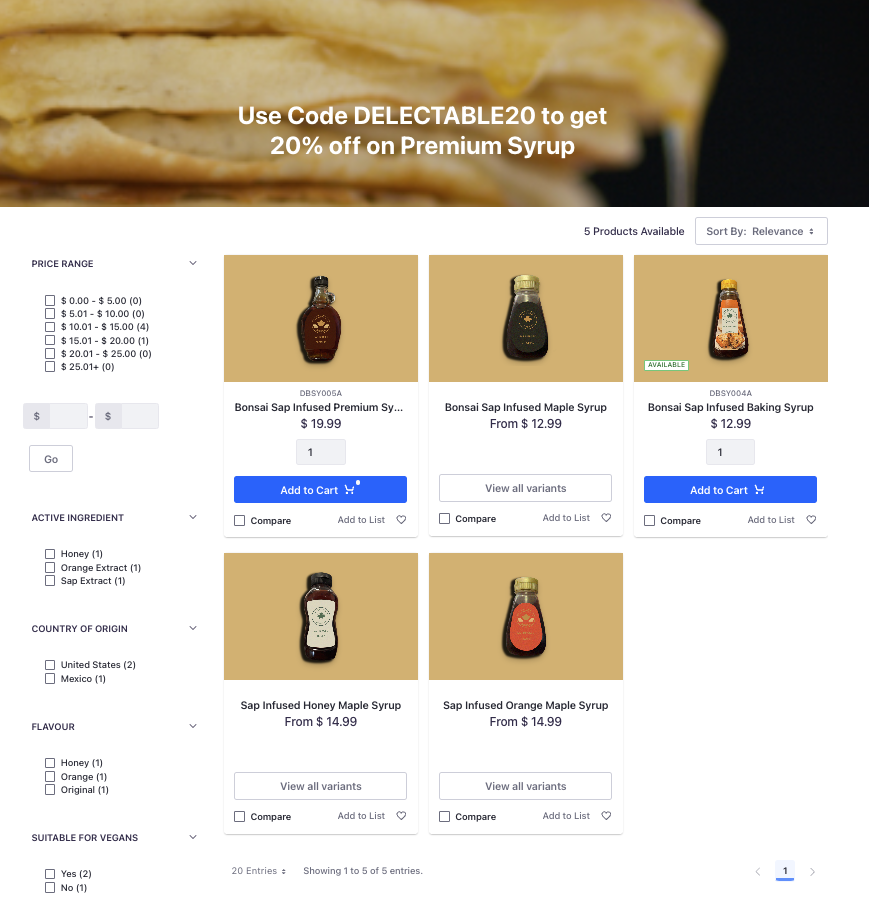 Use Code DELECTABLE20 to get
20% off on Premium Syrup
5 Products Available
Sort By: Relevance
PRICE RANGE
$ 0.00 - $ 5.00 (0)
$ 5.01 - $ 10.00 (0)
$ 10.01 - $ 15.00 (4)
$ 15.01 - $ 20.00 (1)
$ 20.01 - $ 25.00 (0)
$ 25.01+ (0)
$ - $
Go
ACTIVE INGREDIENT
Honey (1)
Orange Extract (1)
Sap Extract (1)
COUNTRY OF ORIGIN
United States (2)
Mexico (1)
FLAVOUR
Honey (1)
Orange (1)
Original (1)
SUITABLE FOR VEGANS
Yes (2)
No (1)
DBSY005A
Bonsai Sap Infused Premium Sy...
$ 19.99
1
Add to Cart
Compare
Add to List
Bonsai Sap Infused Maple Syrup
From $ 12.99
View all variants
Compare
Add to List
AVAILABLE
DBSY004A
Bonsai Sap Infused Baking Syrup
$ 12.99
1
Add to Cart
Compare
Add to List
Sap Infused Honey Maple Syrup
From $ 14.99
View all variants
Compare
Add to List
Sap Infused Orange Maple Syrup
From $ 14.99
View all variants
Compare
Add to List
20 Entries
Showing 1 to 5 of 5 entries.
1